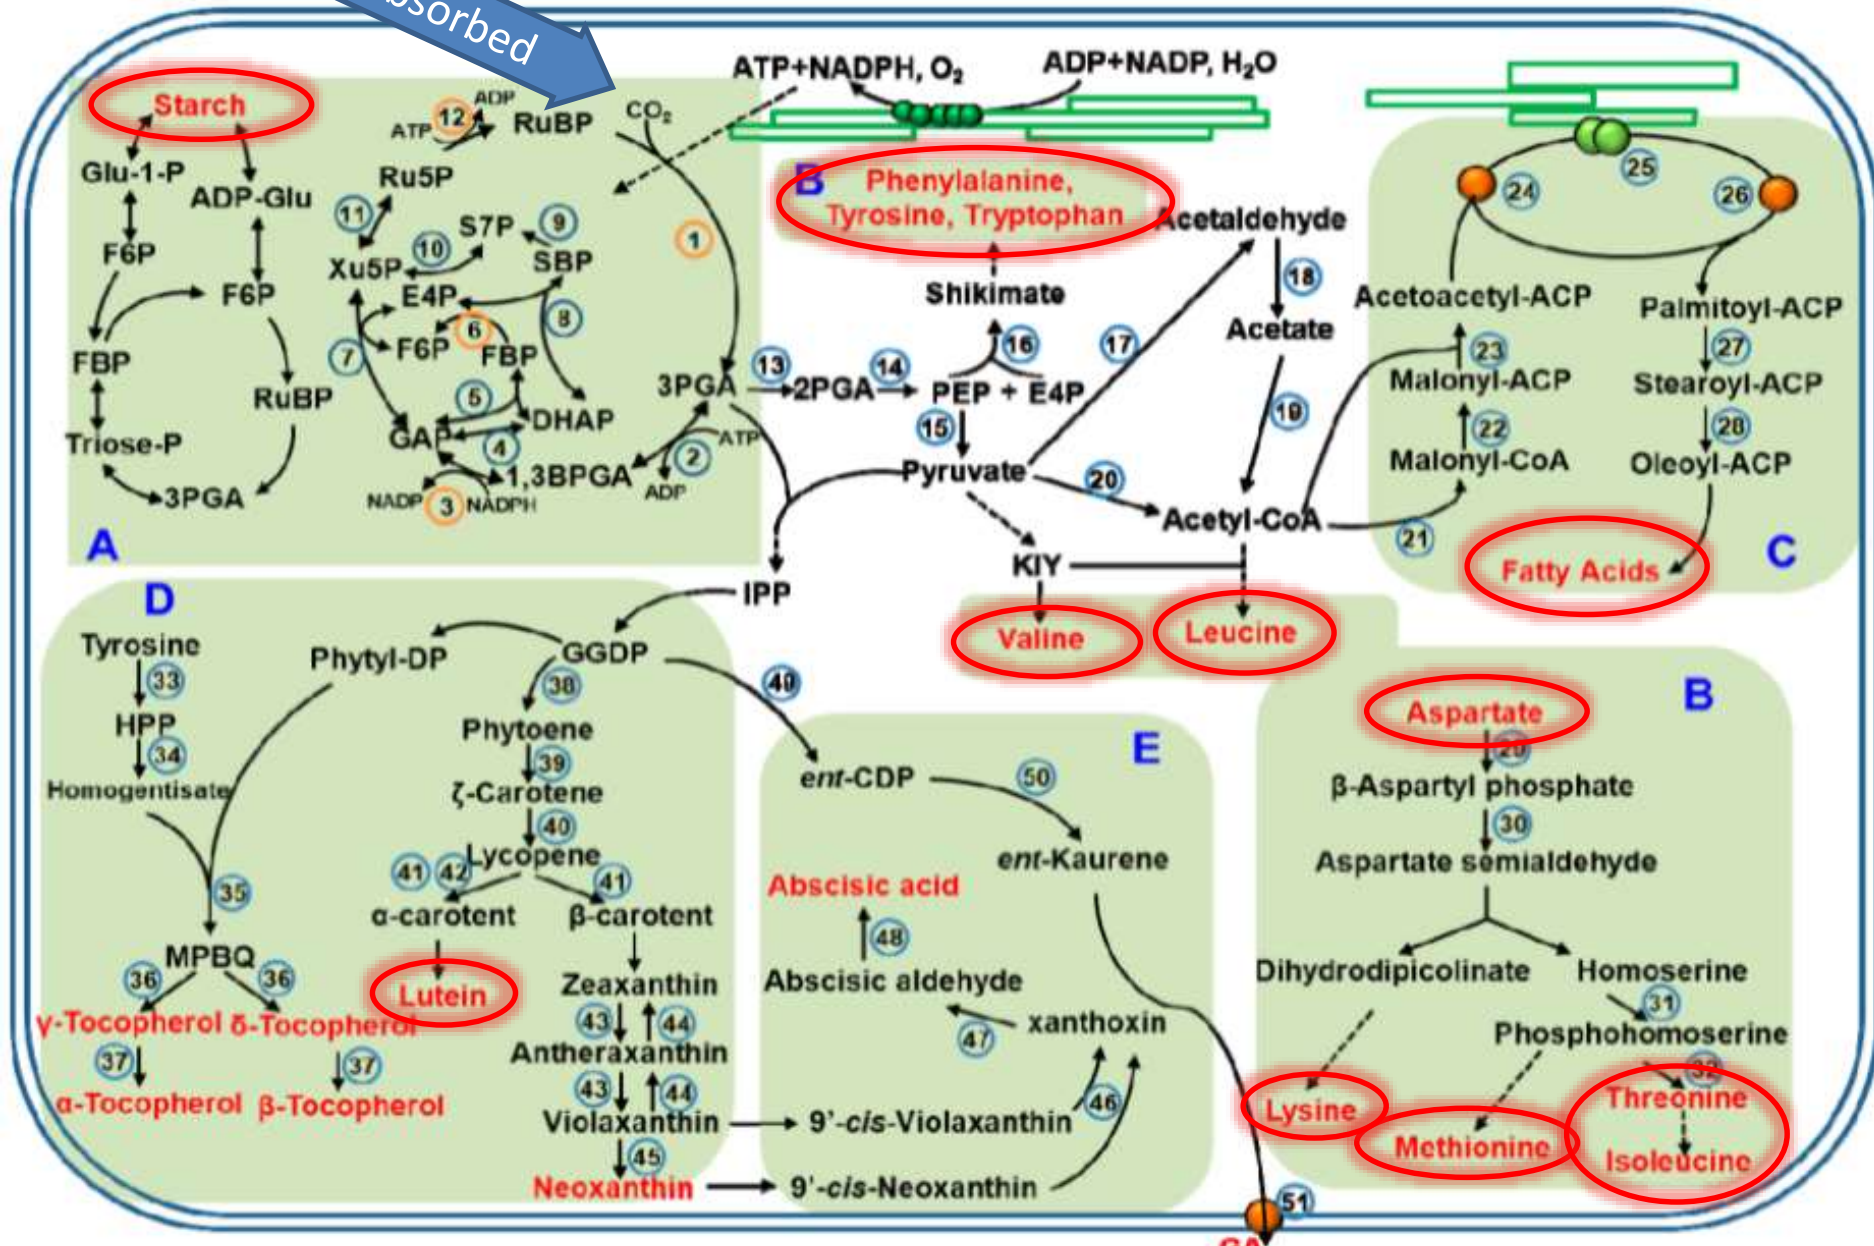 absorbed
ATP+NADPH, O₂
ADP+NADP, H₂O
Starch
Glu-1-P
ADP-Glu
F6P
F6P
FBP
RuBP
Triose-P
3PGA
A
ADP
12
ATP
RuBP
CO₂
Ru5P
11
S7P
9
10
Xu5P
SBP
E4P
1
6
8
7
F6P
FBP
5
DHAP
GAP
4
3PGA
ATP
2
1,3BPGA
ADP
NADP
3
NADPH
B
Phenylalanine,
Tyrosine, Tryptophan
Shikimate
16
13
2PGA
14
PEP + E4P
15
Pyruvate
17
Acetaldehyde
18
Acetate
19
20
Acetyl-CoA
KIY
Valine
Leucine
IPP
25
24
26
Acetoacetyl-ACP
Palmitoyl-ACP
23
27
Malonyl-ACP
Stearoyl-ACP
22
28
Malonyl-CoA
Oleoyl-ACP
21
Fatty Acids
C
D
Tyrosine
33
HPP
34
Homogentisate
Phytyl-DP
GGDP
38
49
Phytoene
39
ζ-Carotene
40
Lycopene
41
42
41
35
α-carotent
β-carotent
MPBQ
36
36
Lutein
Zeaxanthin
γ-Tocopherol
δ-Tocopherol
43
44
37
37
Antheraxanthin
43
44
α-Tocopherol
β-Tocopherol
Violaxanthin
45
Neoxanthin
E
ent-CDP
50
ent-Kaurene
Abscisic acid
48
Abscisic aldehyde
47
xanthoxin
46
9'-cis-Violaxanthin
9'-cis-Neoxanthin
51
GA
B
Aspartate
29
β-Aspartyl phosphate
30
Aspartate semialdehyde
Dihydrodipicolinate
Homoserine
31
Phosphohomoserine
32
Lysine
Methionine
Threonine
Isoleucine